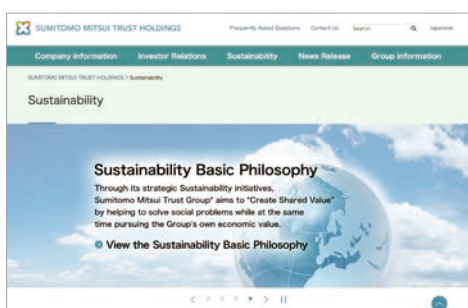 SUMITOMO MITSUI TRUST HOLDINGS
Frequently Asked Questions Contact Us Search Japanese
Company information Investor Relations Sustainability News Release Group information
SUMITOMO MITSUI TRUST HOLDINGS > Sustainability
Sustainability
Sustainability Basic Philosophy
Through its strategic Sustainability initiatives,
Sumitomo Mitsui Trust Group* aims to "Create Shared Value"
by helping to solve social problems while at the same
time pursuing the Group's own economic value.
View the Sustainability Basic Philosophy